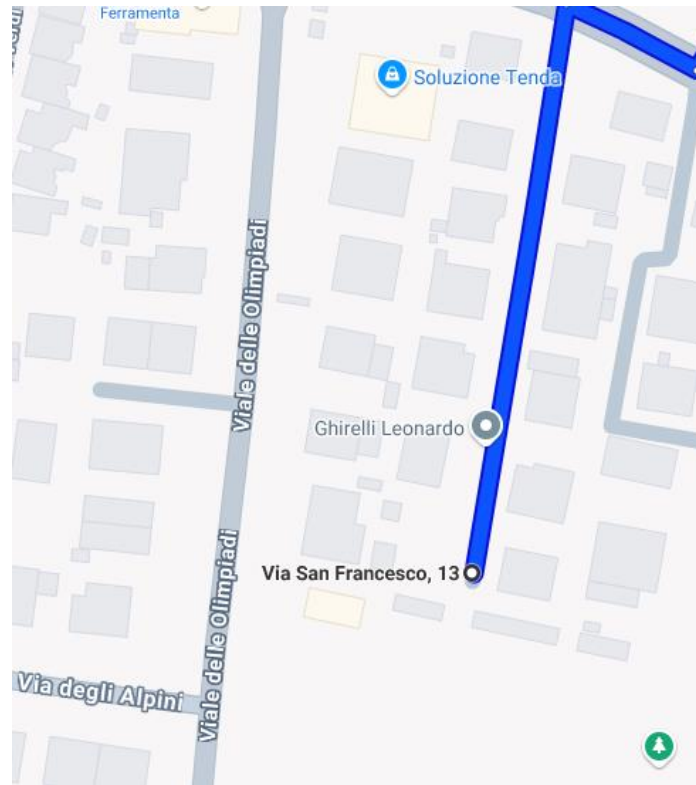 Ferramenta
Soluzione Tenda
Viale delle Olimpiadi
Ghirelli Leonardo
Via San Francesco, 13
Viale delle Olimpiadi
Via degli Alpini